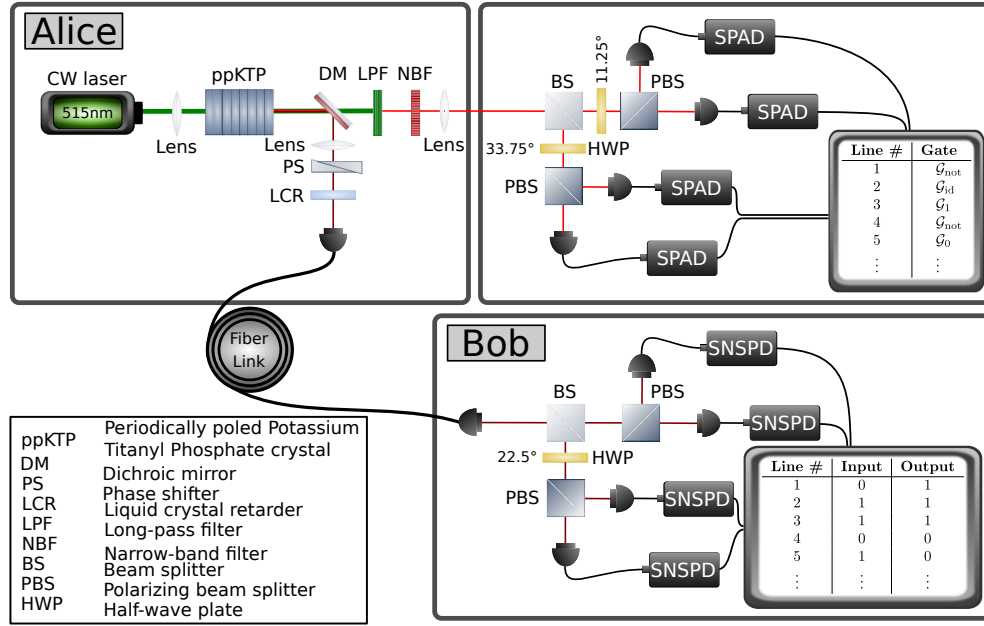 Alice
CW laser
515nm
Lens
ppKTP
DM LPF NBF
Lens
Lens
PS
LCR
BS
11.25°
PBS
33.75°
HWP
PBS
SPAD
SPAD
SPAD
SPAD
Line # Gate
1 𝒢not
2 𝒢id
3 𝒢1
4 𝒢not
5 𝒢0
⋮ ⋮
Fiber
Link
Bob
BS
PBS
22.5°
HWP
PBS
SNSPD
SNSPD
SNSPD
SNSPD
Line # Input Output
1 0 1
2 1 1
3 1 1
4 0 0
5 1 0
⋮ ⋮ ⋮
ppKTP Periodically poled Potassium
Titanyl Phosphate crystal
DM Dichroic mirror
PS Phase shifter
LCR Liquid crystal retarder
LPF Long-pass filter
NBF Narrow-band filter
BS Beam splitter
PBS Polarizing beam splitter
HWP Half-wave plate